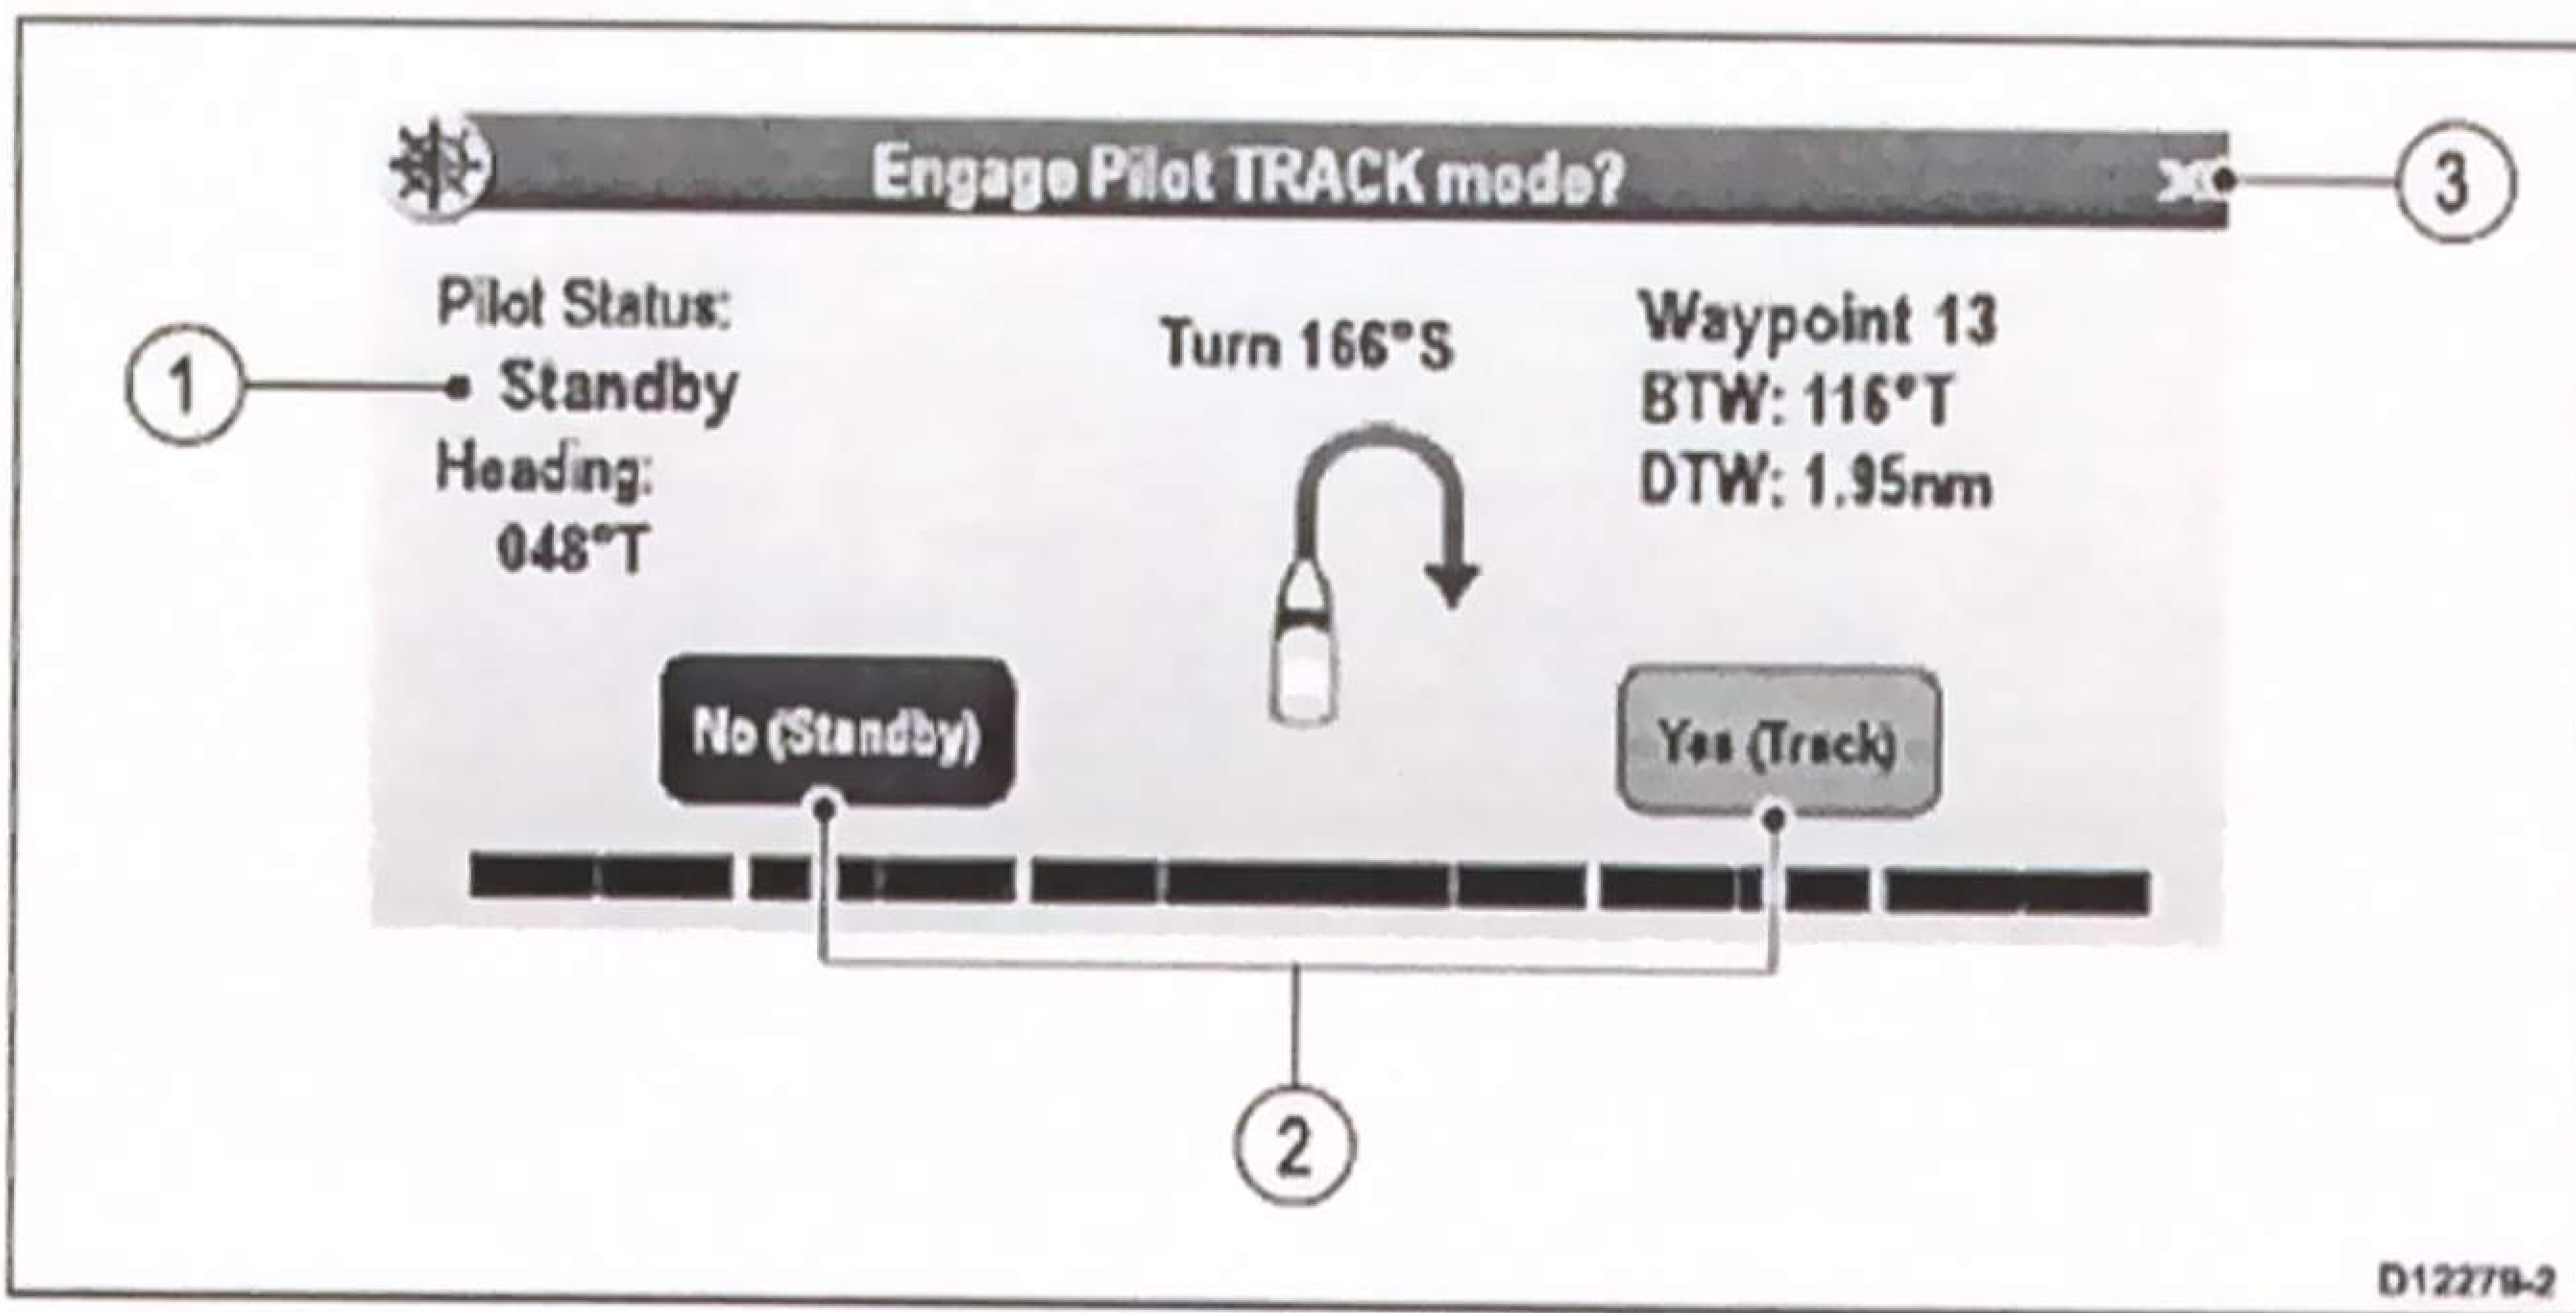 Engage Pilot TRACK mode?
3
Pilot Status:
1
Standby
Heading:
048°T
Turn 166°S
Waypoint 13
BTW: 116°T
DTW: 1.95nm
No (Standby)
Yes (Track)
2
D12279-2